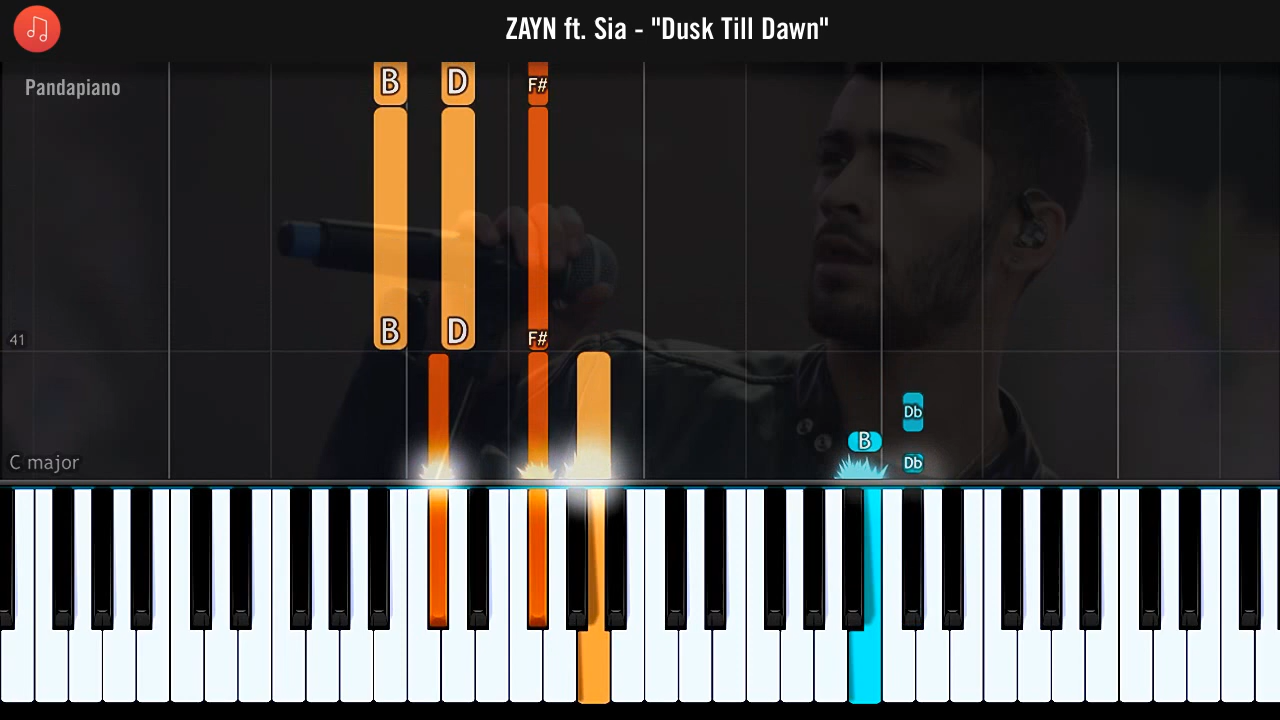 ZAYN ft. Sia - "Dusk Till Dawn"
Pandapiano
B D F#
B D F#
41
Db
B
C major
Db